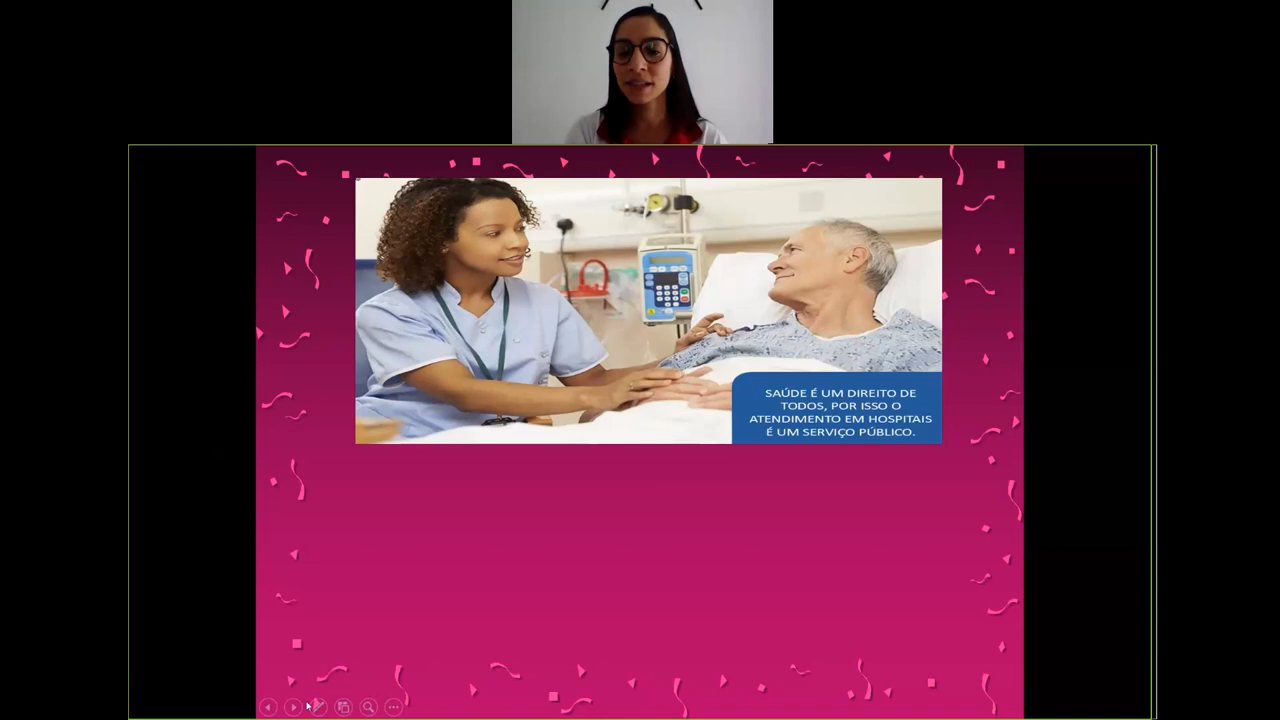 SAÚDE É UM DIREITO DE
TODOS, POR ISSO O
ATENDIMENTO EM HOSPITAIS
É UM SERVIÇO PÚBLICO.